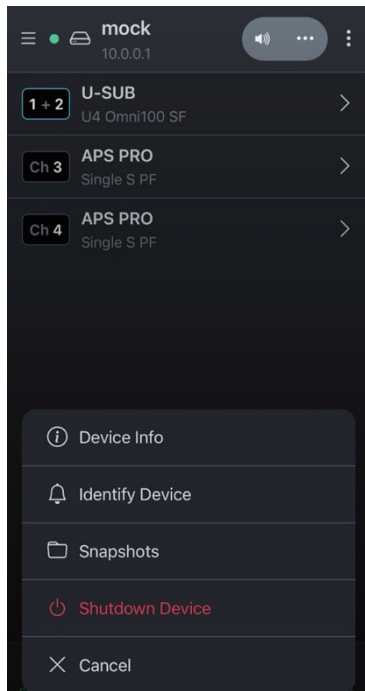 mock
10.0.0.1
...
1 + 2
U-SUB
U4 Omni100 SF
Ch 3
APS PRO
Single S PF
Ch 4
APS PRO
Single S PF
Device Info
Identify Device
Snapshots
Shutdown Device
Cancel